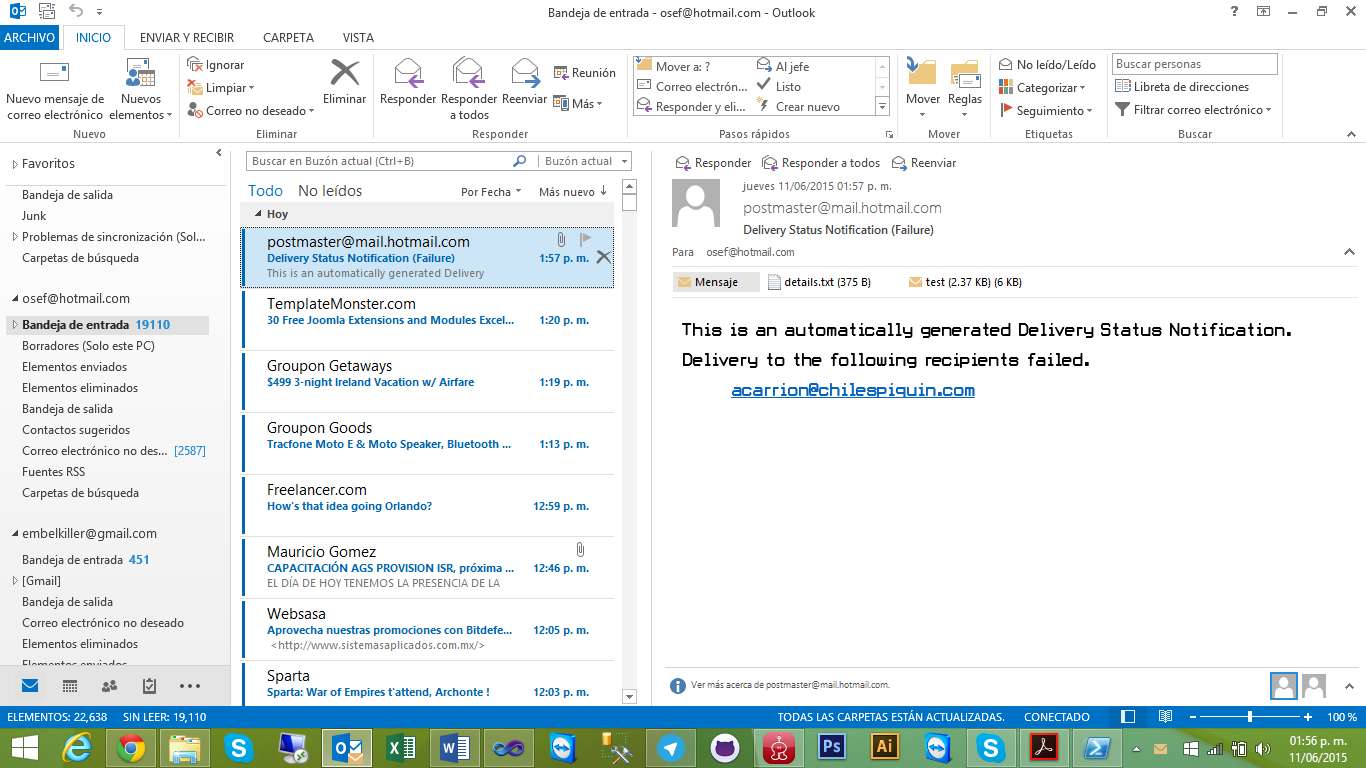 Bandeja de entrada - osef@hotmail.com - Outlook
ARCHIVO INICIO ENVIAR Y RECIBIR CARPETA VISTA
Nuevo mensaje de correo electrónico
Nuevos elementos
Nuevo
Ignorar
Limpiar
Correo no deseado
Eliminar
Eliminar
Responder
Responder a todos
Reenviar
Reunión
Más
Responder
Mover a: ?
Correo electrón...
Responder y eli...
Al jefe
Listo
Crear nuevo
Pasos rápidos
Mover
Reglas
Mover
No leído/Leído
Categorizar
Seguimiento
Etiquetas
Buscar personas
Libreta de direcciones
Filtrar correo electrónico
Buscar
Favoritos
Bandeja de salida
Junk
Problemas de sincronización (Sol...
Carpetas de búsqueda
osef@hotmail.com
Bandeja de entrada 19110
Borradores (Solo este PC)
Elementos enviados
Elementos eliminados
Bandeja de salida
Contactos sugeridos
Correo electrónico no des... [2587]
Fuentes RSS
Carpetas de búsqueda
embelkiller@gmail.com
Bandeja de entrada 451
[Gmail]
Bandeja de salida
Correo electrónico no deseado
Elementos eliminados
Elementos enviados
Buscar en Buzón actual (Ctrl+B) Buzón actual
Todo No leídos Por Fecha Más nuevo
Hoy
postmaster@mail.hotmail.com
Delivery Status Notification (Failure) 1:57 p. m.
This is an automatically generated Delivery
TemplateMonster.com
30 Free Joomla Extensions and Modules Excel... 1:20 p. m.
Groupon Getaways
$499 3-night Ireland Vacation w/ Airfare 1:19 p. m.
Groupon Goods
Tracfone Moto E & Moto Speaker, Bluetooth ... 1:13 p. m.
Freelancer.com
How's that idea going Orlando? 12:59 p. m.
Mauricio Gomez
CAPACITACIÓN AGS PROVISION ISR, próxima ... 12:46 p. m.
EL DÍA DE HOY TENEMOS LA PRESENCIA DE LA
Websasa
Aprovecha nuestras promociones con Bitdefe... 12:05 p. m.
<http://www.sistemasaplicados.com.mx/>
Sparta
Sparta: War of Empires t'attend, Archonte ! 12:03 p. m.
Responder Responder a todos Reenviar
jueves 11/06/2015 01:57 p. m.
postmaster@mail.hotmail.com
Delivery Status Notification (Failure)
Para osef@hotmail.com
Mensaje details.txt (375 B) test (2.37 KB) (6 KB)
This is an automatically generated Delivery Status Notification.
Delivery to the following recipients failed.
acarrion@chilespiquin.com
Ver más acerca de postmaster@mail.hotmail.com.
ELEMENTOS: 22,638 SIN LEER: 19,110 TODAS LAS CARPETAS ESTÁN ACTUALIZADAS. CONECTADO 100 %
Ps Ai
01:56 p. m.
11/06/2015